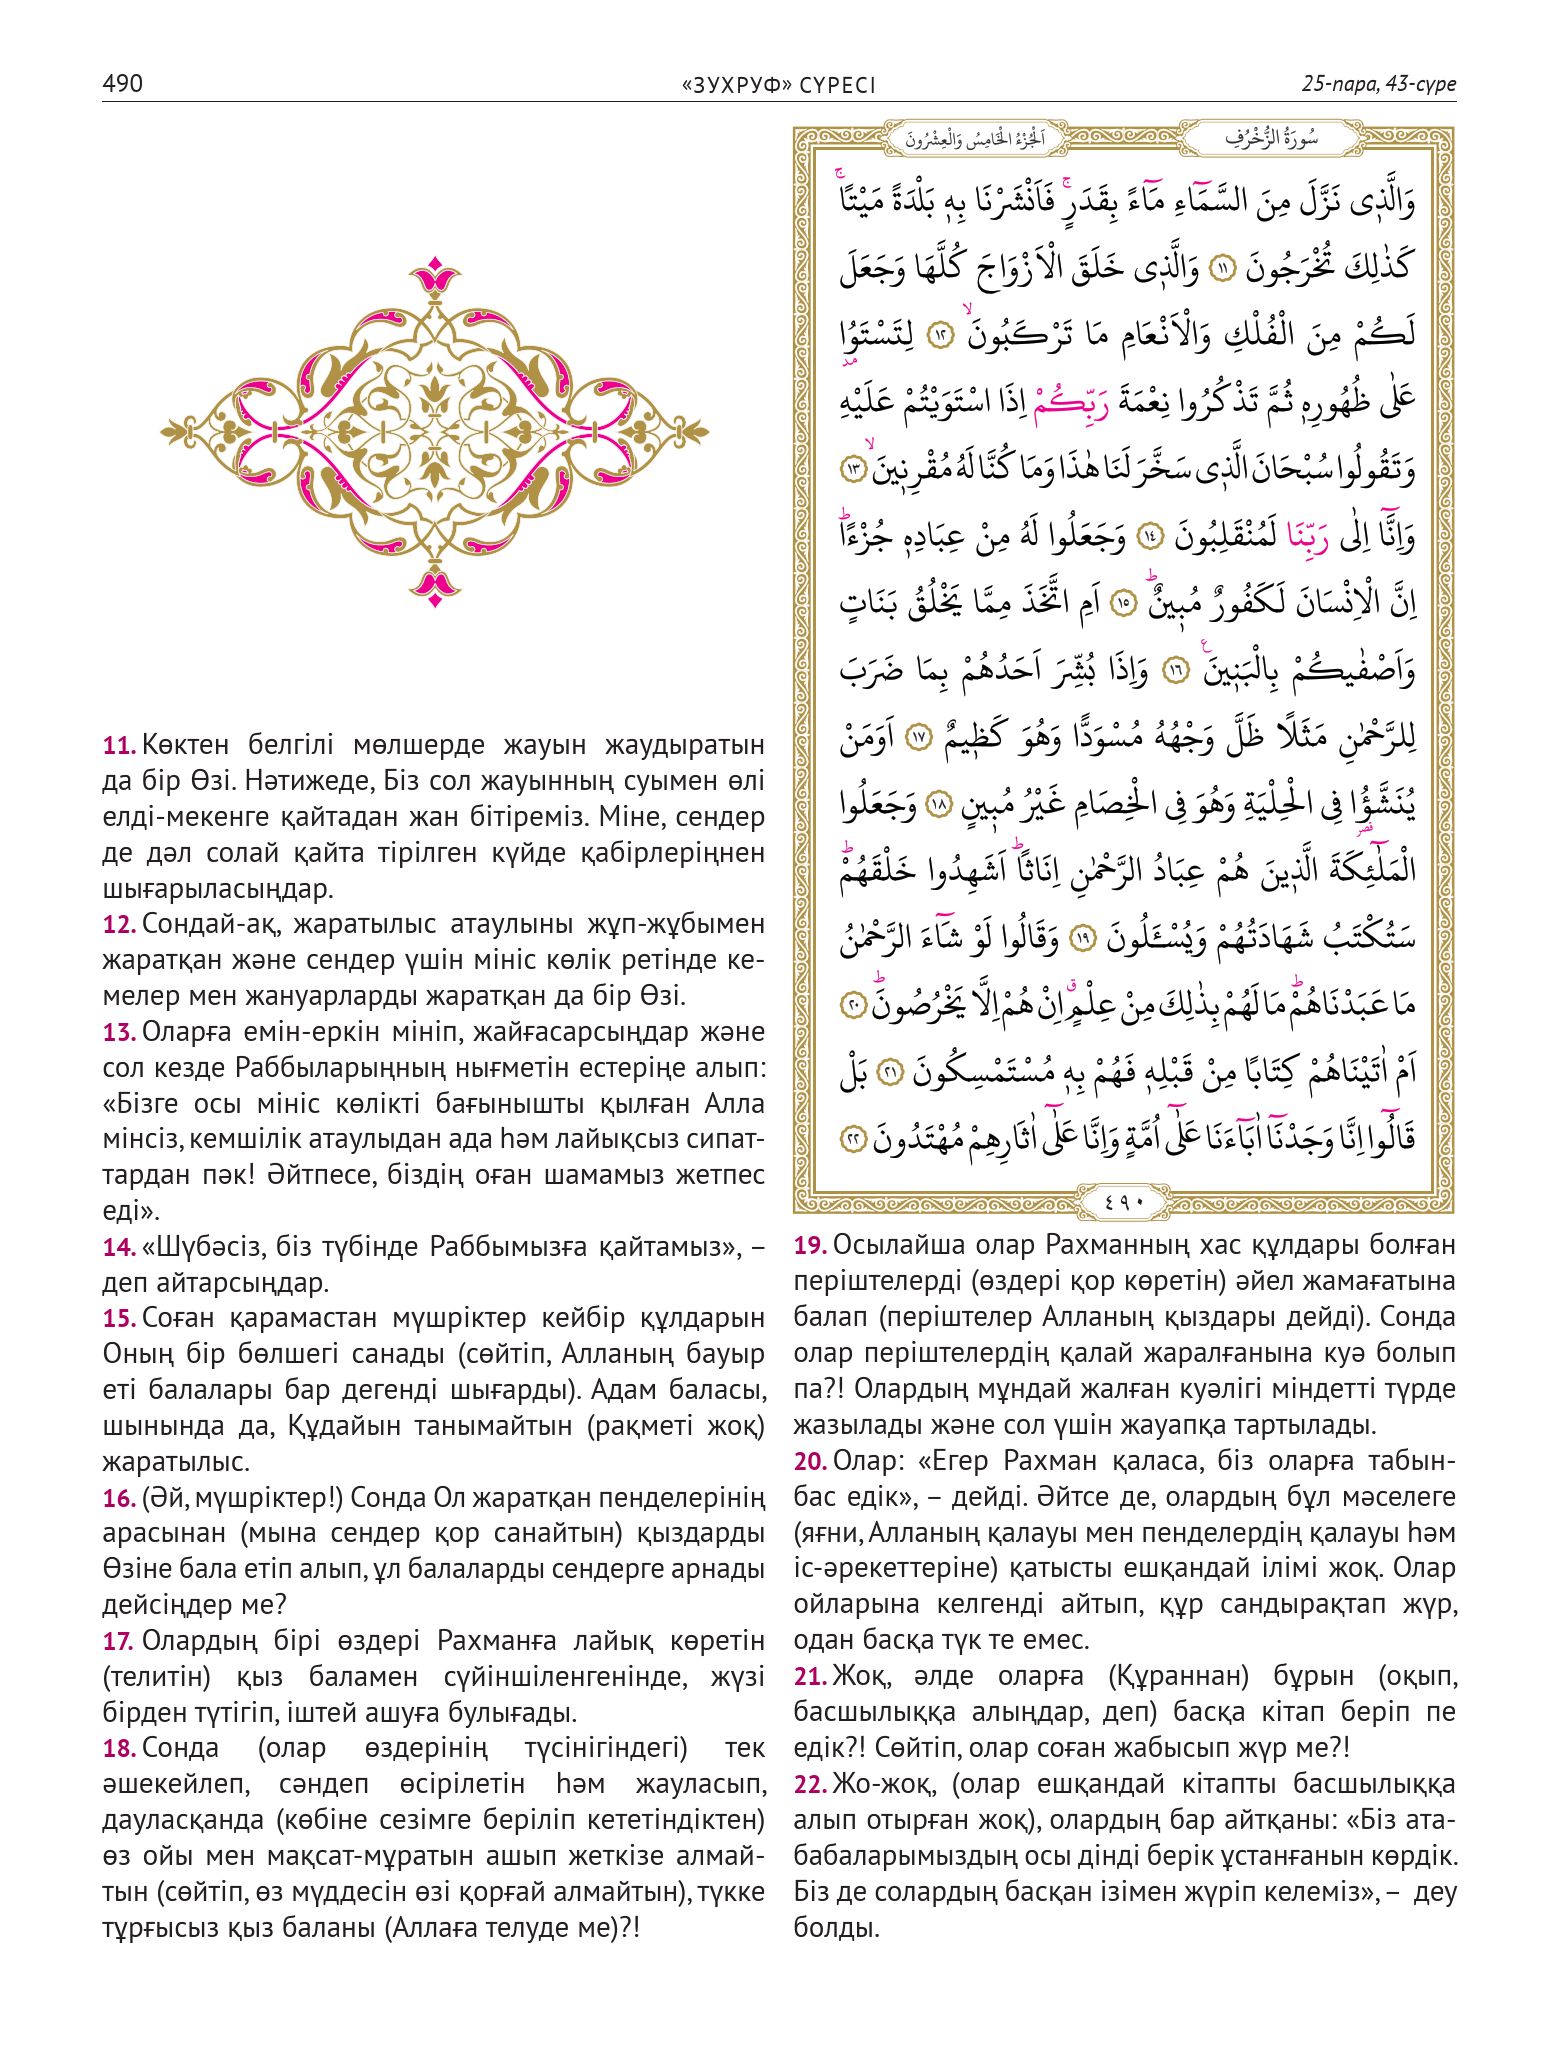 490
«ЗУХРУФ» СҮРЕСІ
25-пара, 43-сүре
11. Көктен белгілі мөлшерде жауын жаудыратын
да бір Өзі. Нәтижеде, Біз сол жауынның суымен өлі
елді-мекенге қайтадан жан бітіреміз. Міне, сендер
де дәл солай қайта тірілген күйде қабірлеріңнен
шығарыласыңдар.
12. Сондай-ақ, жаратылыс атаулыны жұп-жұбымен
жаратқан және сендер үшін мініс көлік ретінде ке-
мелер мен жануарларды жаратқан да бір Өзі.
13. Оларға емін-еркін мініп, жайғасарсыңдар және
сол кезде Раббыларыңның нығметін естеріңе алып:
«Бізге осы мініс көлікті бағынышты қылған Алла
мінсіз, кемшілік атаулыдан ада һәм лайықсыз сипат-
тардан пәк! Әйтпесе, біздің оған шамамыз жетпес
еді».
14. «Шүбәсіз, біз түбінде Раббымызға қайтамыз», –
деп айтарсыңдар.
15. Соған қарамастан мүшріктер кейбір құлдарын
Оның бір бөлшегі санады (сөйтіп, Алланың бауыр
еті балалары бар дегенді шығарды). Адам баласы,
шынында да, Құдайын танымайтын (рақметі жоқ)
жаратылыс.
16. (Әй, мүшріктер!) Сонда Ол жаратқан пенделерінің
арасынан (мына сендер қор санайтын) қыздарды
Өзіне бала етіп алып, ұл балаларды сендерге арнады
дейсіңдер ме?
17. Олардың бірі өздері Рахманға лайық көретін
(телитін) қыз баламен сүйіншіленгенінде, жүзі
бірден түтігіп, іштей ашуға булығады.
18. Сонда (олар өздерінің түсінігіндегі) тек
әшекейлеп, сәндеп өсірілетін һәм жауласып,
дауласқанда (көбіне сезімге беріліп кететіндіктен)
өз ойы мен мақсат-мұратын ашып жеткізе алмай-
тын (сөйтіп, өз мүддесін өзі қорғай алмайтын), түкке
тұрғысыз қыз баланы (Аллаға телуде ме)?!
سُورَةُ الزُّخْرُفِ
اَلْجُزْءُ الْخَامِسُ وَالْعِشْرُونَ
وَالَّذ۪ى نَزَّلَ مِنَ السَّمَٓاءِ مَٓاءً بِقَدَرٍۚ فَاَنْشَرْنَا بِه۪ بَلْدَةً مَيْتًاۚ
كَذٰلِكَ تُخْرَجُونَ ١١ وَالَّذ۪ى خَلَقَ الْاَزْوَاجَ كُلَّهَا وَجَعَلَ
لَكُمْ مِنَ الْفُلْكِ وَالْاَنْعَامِ مَا تَرْكَبُونَۙ ١٢ لِتَسْتَوُ۫ا
عَلٰى ظُهُورِه۪ ثُمَّ تَذْكُرُوا نِعْمَةَ رَبِّكُمْ اِذَا اسْتَوَيْتُمْ عَلَيْهِ
وَتَقُولُوا سُبْحَانَ الَّذ۪ى سَخَّرَ لَنَا هٰذَا وَمَا كُنَّا لَهُ مُقْرِن۪ينَۙ ١٣
وَاِنَّٓا اِلٰى رَبِّنَا لَمُنْقَلِبُونَ ١٤ وَجَعَلُوا لَهُ مِنْ عِبَادِه۪ جُزْءًاۜ
اِنَّ الْاِنْسَانَ لَكَفُورٌ مُب۪ينٌۜ ١٥ اَمِ اتَّخَذَ مِمَّا يَخْلُقُ بَنَاتٍ
وَاَصْفٰيكُمْ بِالْبَن۪ينَ ١٦ وَاِذَا بُشِّرَ اَحَدُهُمْ بِمَا ضَرَبَ
لِلرَّحْمٰنِ مَثَلًا ظَلَّ وَجْهُهُ مُسْوَدًّا وَهُوَ كَظ۪يمٌ ١٧ اَوَمَنْ
يُنَشَّؤُا فِى الْحِلْيَةِ وَهُوَ فِى الْخِصَامِ غَيْرُ مُب۪ينٍ ١٨ وَجَعَلُوا
الْمَلٰٓئِكَةَ الَّذ۪ينَ هُمْ عِبَادُ الرَّحْمٰنِ اِنَاثًاۜ اَشَهِدُوا خَلْقَهُمْۜ
سَتُكْتَبُ شَهَادَتُهُمْ وَيُسْـَٔلُونَ ١٩ وَقَالُوا لَوْ شَٓاءَ الرَّحْمٰنُ
مَا عَبَدْنَاهُمْۜ مَا لَهُمْ بِذٰلِكَ مِنْ عِلْمٍۗ اِنْ هُمْ اِلَّا يَخْرُصُونَۜ ٢٠
اَمْ اٰتَيْنَاهُمْ كِتَابًا مِنْ قَبْلِه۪ فَهُمْ بِه۪ مُسْتَمْسِكُونَ ٢١ بَلْ
قَالُٓوا اِنَّا وَجَدْنَٓا اٰبَٓاءَنَا عَلٰٓى اُمَّةٍ وَاِنَّا عَلٰٓى اٰثَارِهِمْ مُهْتَدُونَ ٢٢
٤٩٠
19. Осылайша олар Рахманның хас құлдары болған
періштелерді (өздері қор көретін) әйел жамағатына
балап (періштелер Алланың қыздары дейді). Сонда
олар періштелердің қалай жаралғанына куә болып
па?! Олардың мұндай жалған куәлігі міндетті түрде
жазылады және сол үшін жауапқа тартылады.
20. Олар: «Егер Рахман қаласа, біз оларға табын-
бас едік», – дейді. Әйтсе де, олардың бұл мәселеге
(яғни, Алланың қалауы мен пенделердің қалауы һәм
іс-әрекеттеріне) қатысты ешқандай ілімі жоқ. Олар
ойларына келгенді айтып, құр сандырақтап жүр,
одан басқа түк те емес.
21. Жоқ, әлде оларға (Құраннан) бұрын (оқып,
басшылыққа алыңдар, деп) басқа кітап беріп пе
едік?! Сөйтіп, олар соған жабысып жүр ме?!
22. Жо-жоқ, (олар ешқандай кітапты басшылыққа
алып отырған жоқ), олардың бар айтқаны: «Біз ата-
бабаларымыздың осы дінді берік ұстанғанын көрдік.
Біз де солардың басқан ізімен жүріп келеміз», – деу
болды.